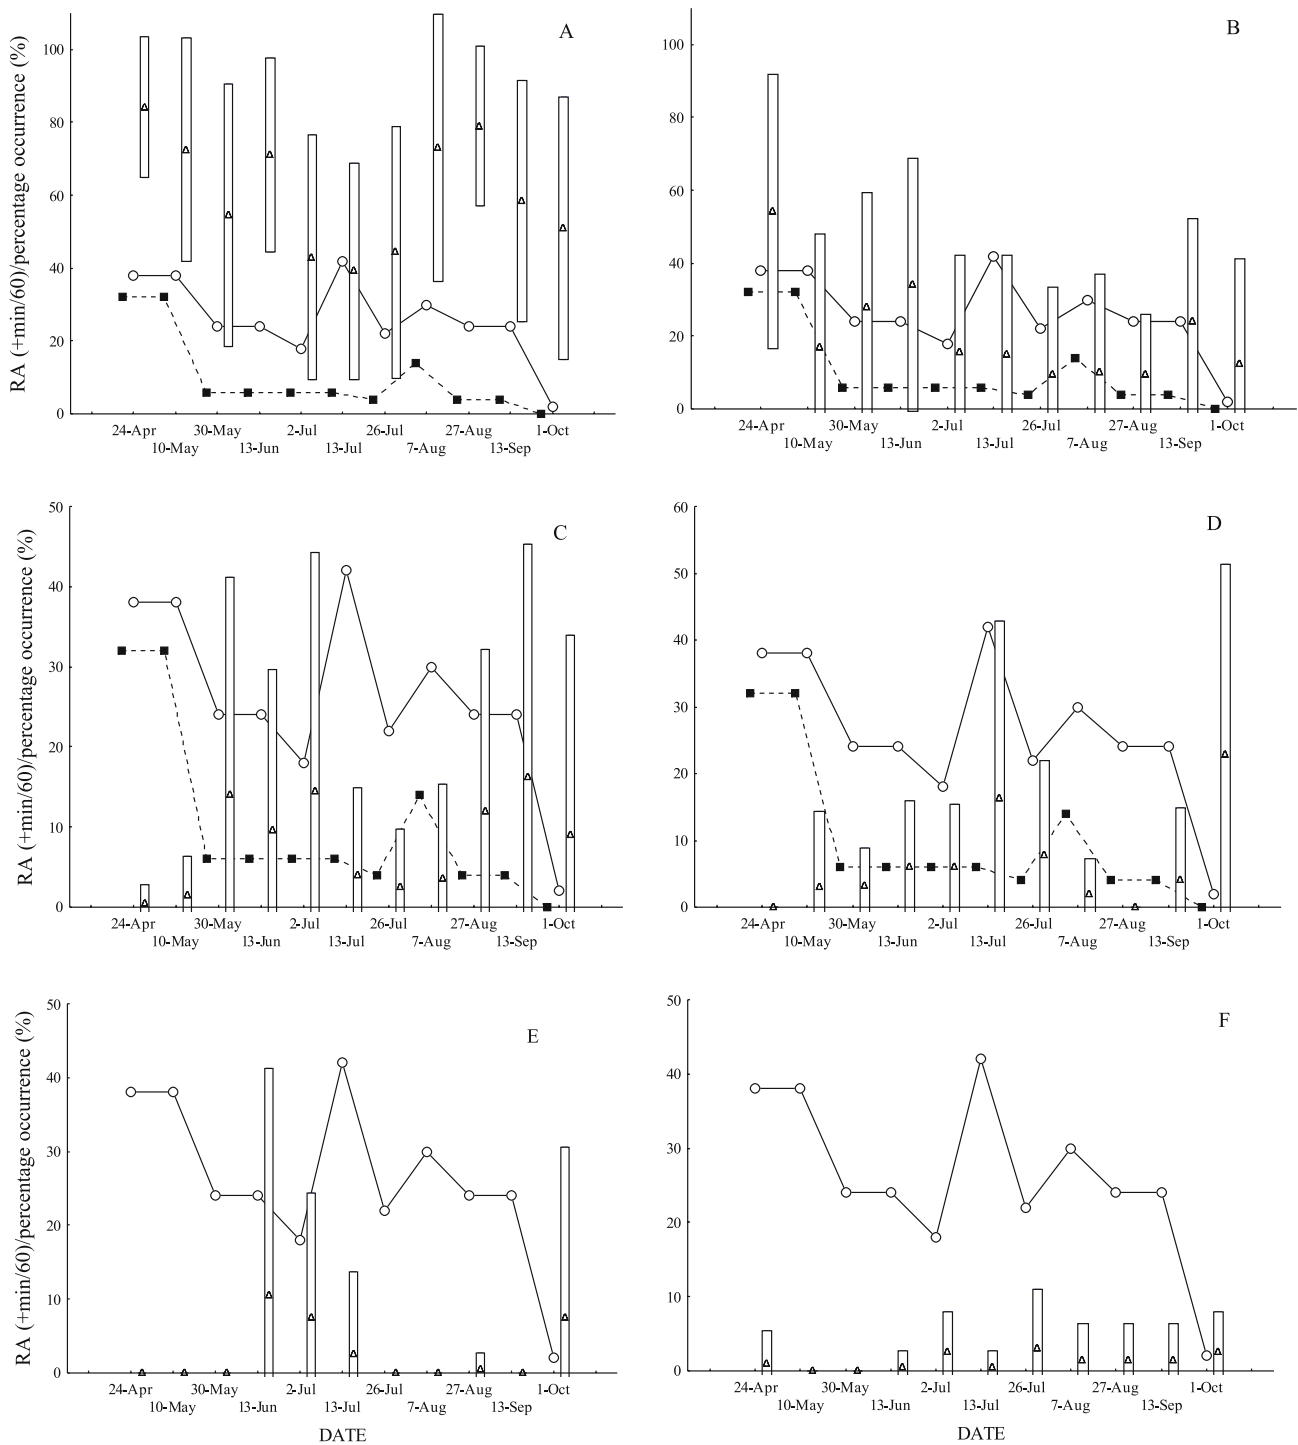 RA (+min/60)/percentage occurrence (%)
A
100
80
60
40
20
0
24-Apr 30-May 2-Jul 26-Jul 27-Aug 1-Oct
10-May 13-Jun 13-Jul 7-Aug 13-Sep
B
100
80
60
40
20
0
24-Apr 30-May 2-Jul 26-Jul 27-Aug 1-Oct
10-May 13-Jun 13-Jul 7-Aug 13-Sep
RA (+min/60)/percentage occurrence (%)
C
50
40
30
20
10
0
24-Apr 30-May 2-Jul 26-Jul 27-Aug 1-Oct
10-May 13-Jun 13-Jul 7-Aug 13-Sep
D
60
50
40
30
20
10
0
24-Apr 30-May 2-Jul 26-Jul 27-Aug 1-Oct
10-May 13-Jun 13-Jul 7-Aug 13-Sep
RA (+min/60)/percentage occurrence (%)
E
50
40
30
20
10
0
24-Apr 30-May 2-Jul 26-Jul 27-Aug 1-Oct
10-May 13-Jun 13-Jul 7-Aug 13-Sep
DATE
F
50
40
30
20
10
0
24-Apr 30-May 2-Jul 26-Jul 27-Aug 1-Oct
10-May 13-Jun 13-Jul 7-Aug 13-Sep
DATE